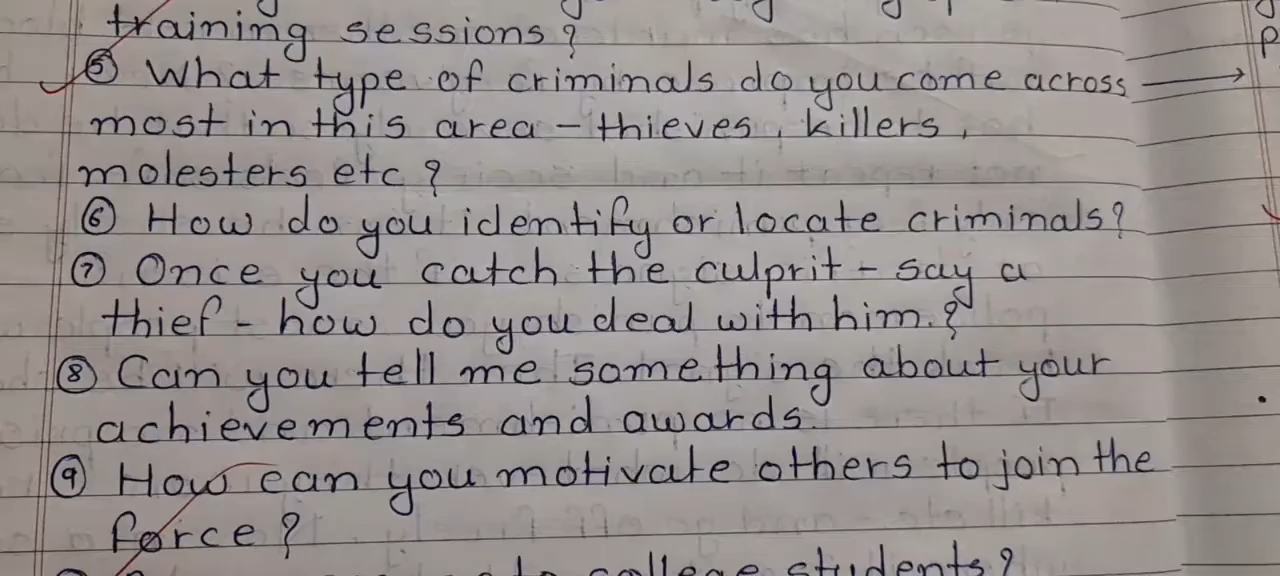 training sessions?
⑤ What type of criminals do you come across
most in this area - thieves, killers,
molesters etc?
⑥ How do you identify or locate criminals?
⑦ Once you catch the culprit - say a
thief - how do you deal with him.?
⑧ Can you tell me something about your
achievements and awards.
⑨ How can you motivate others to join the
force?
to college students?